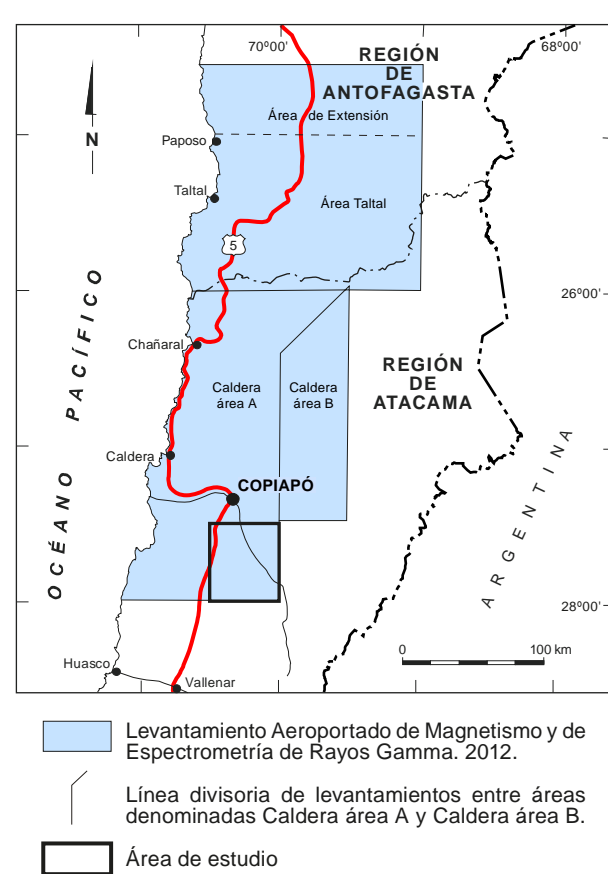 70º00'
68º00'
REGIÓN
DE
ANTOFAGASTA
Área de Extensión
N
Paposo
Taltal
Área Taltal
5
26º00'
Chañaral
OCÉANO PACÍFICO
Caldera
área A
Caldera
área B
REGIÓN
DE
ATACAMA
Caldera
COPIAPÓ
ARGENTINA
28º00'
0
100 km
Huasco
Vallenar
Levantamiento Aeroportado de Magnetismo y de
Espectrometría de Rayos Gamma. 2012.
Línea divisoria de levantamientos entre áreas
denominadas Caldera área A y Caldera área B.
Área de estudio